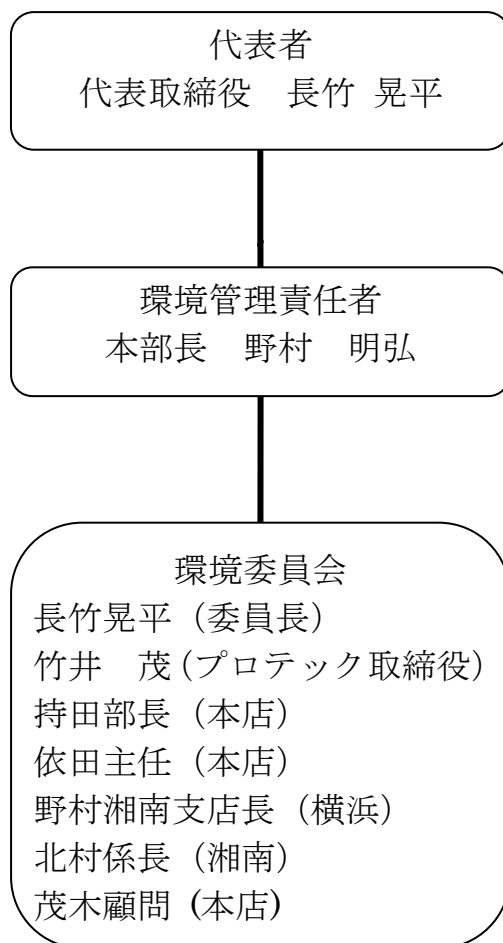 代表者
代表取締役　長竹 晃平
環境管理責任者
本部長　野村　明弘
環境委員会
長竹晃平（委員長）
竹井　茂(プロテック取締役)
持田部長（本店）
依田主任（本店）
野村湘南支店長（横浜）
北村係長（湘南）
茂木顧問 (本店)